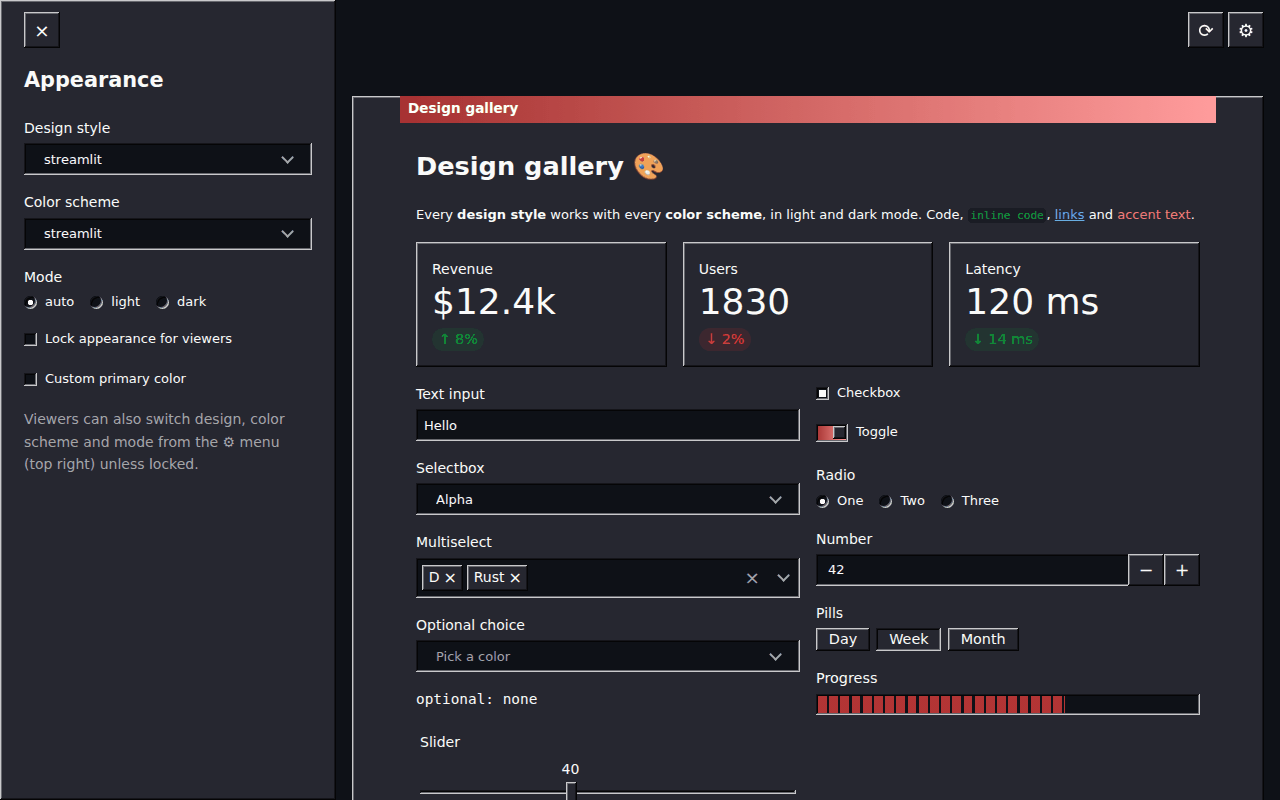 Appearance
Design style
streamlit
Color scheme
streamlit
Mode
auto light dark
Lock appearance for viewers
Custom primary color
Viewers can also switch design, color
scheme and mode from the ⚙ menu
(top right) unless locked.
Design gallery
Design gallery 🎨
Every design style works with every color scheme, in light and dark mode. Code, inline code, links and accent text.
Revenue
$12.4k
↑ 8%
Users
1830
↓ 2%
Latency
120 ms
↓ 14 ms
Text input
Hello
Selectbox
Alpha
Multiselect
D × Rust ×
Optional choice
Pick a color
optional: none
Slider
40
Checkbox
Toggle
Radio
One Two Three
Number
42 − +
Pills
Day Week Month
Progress